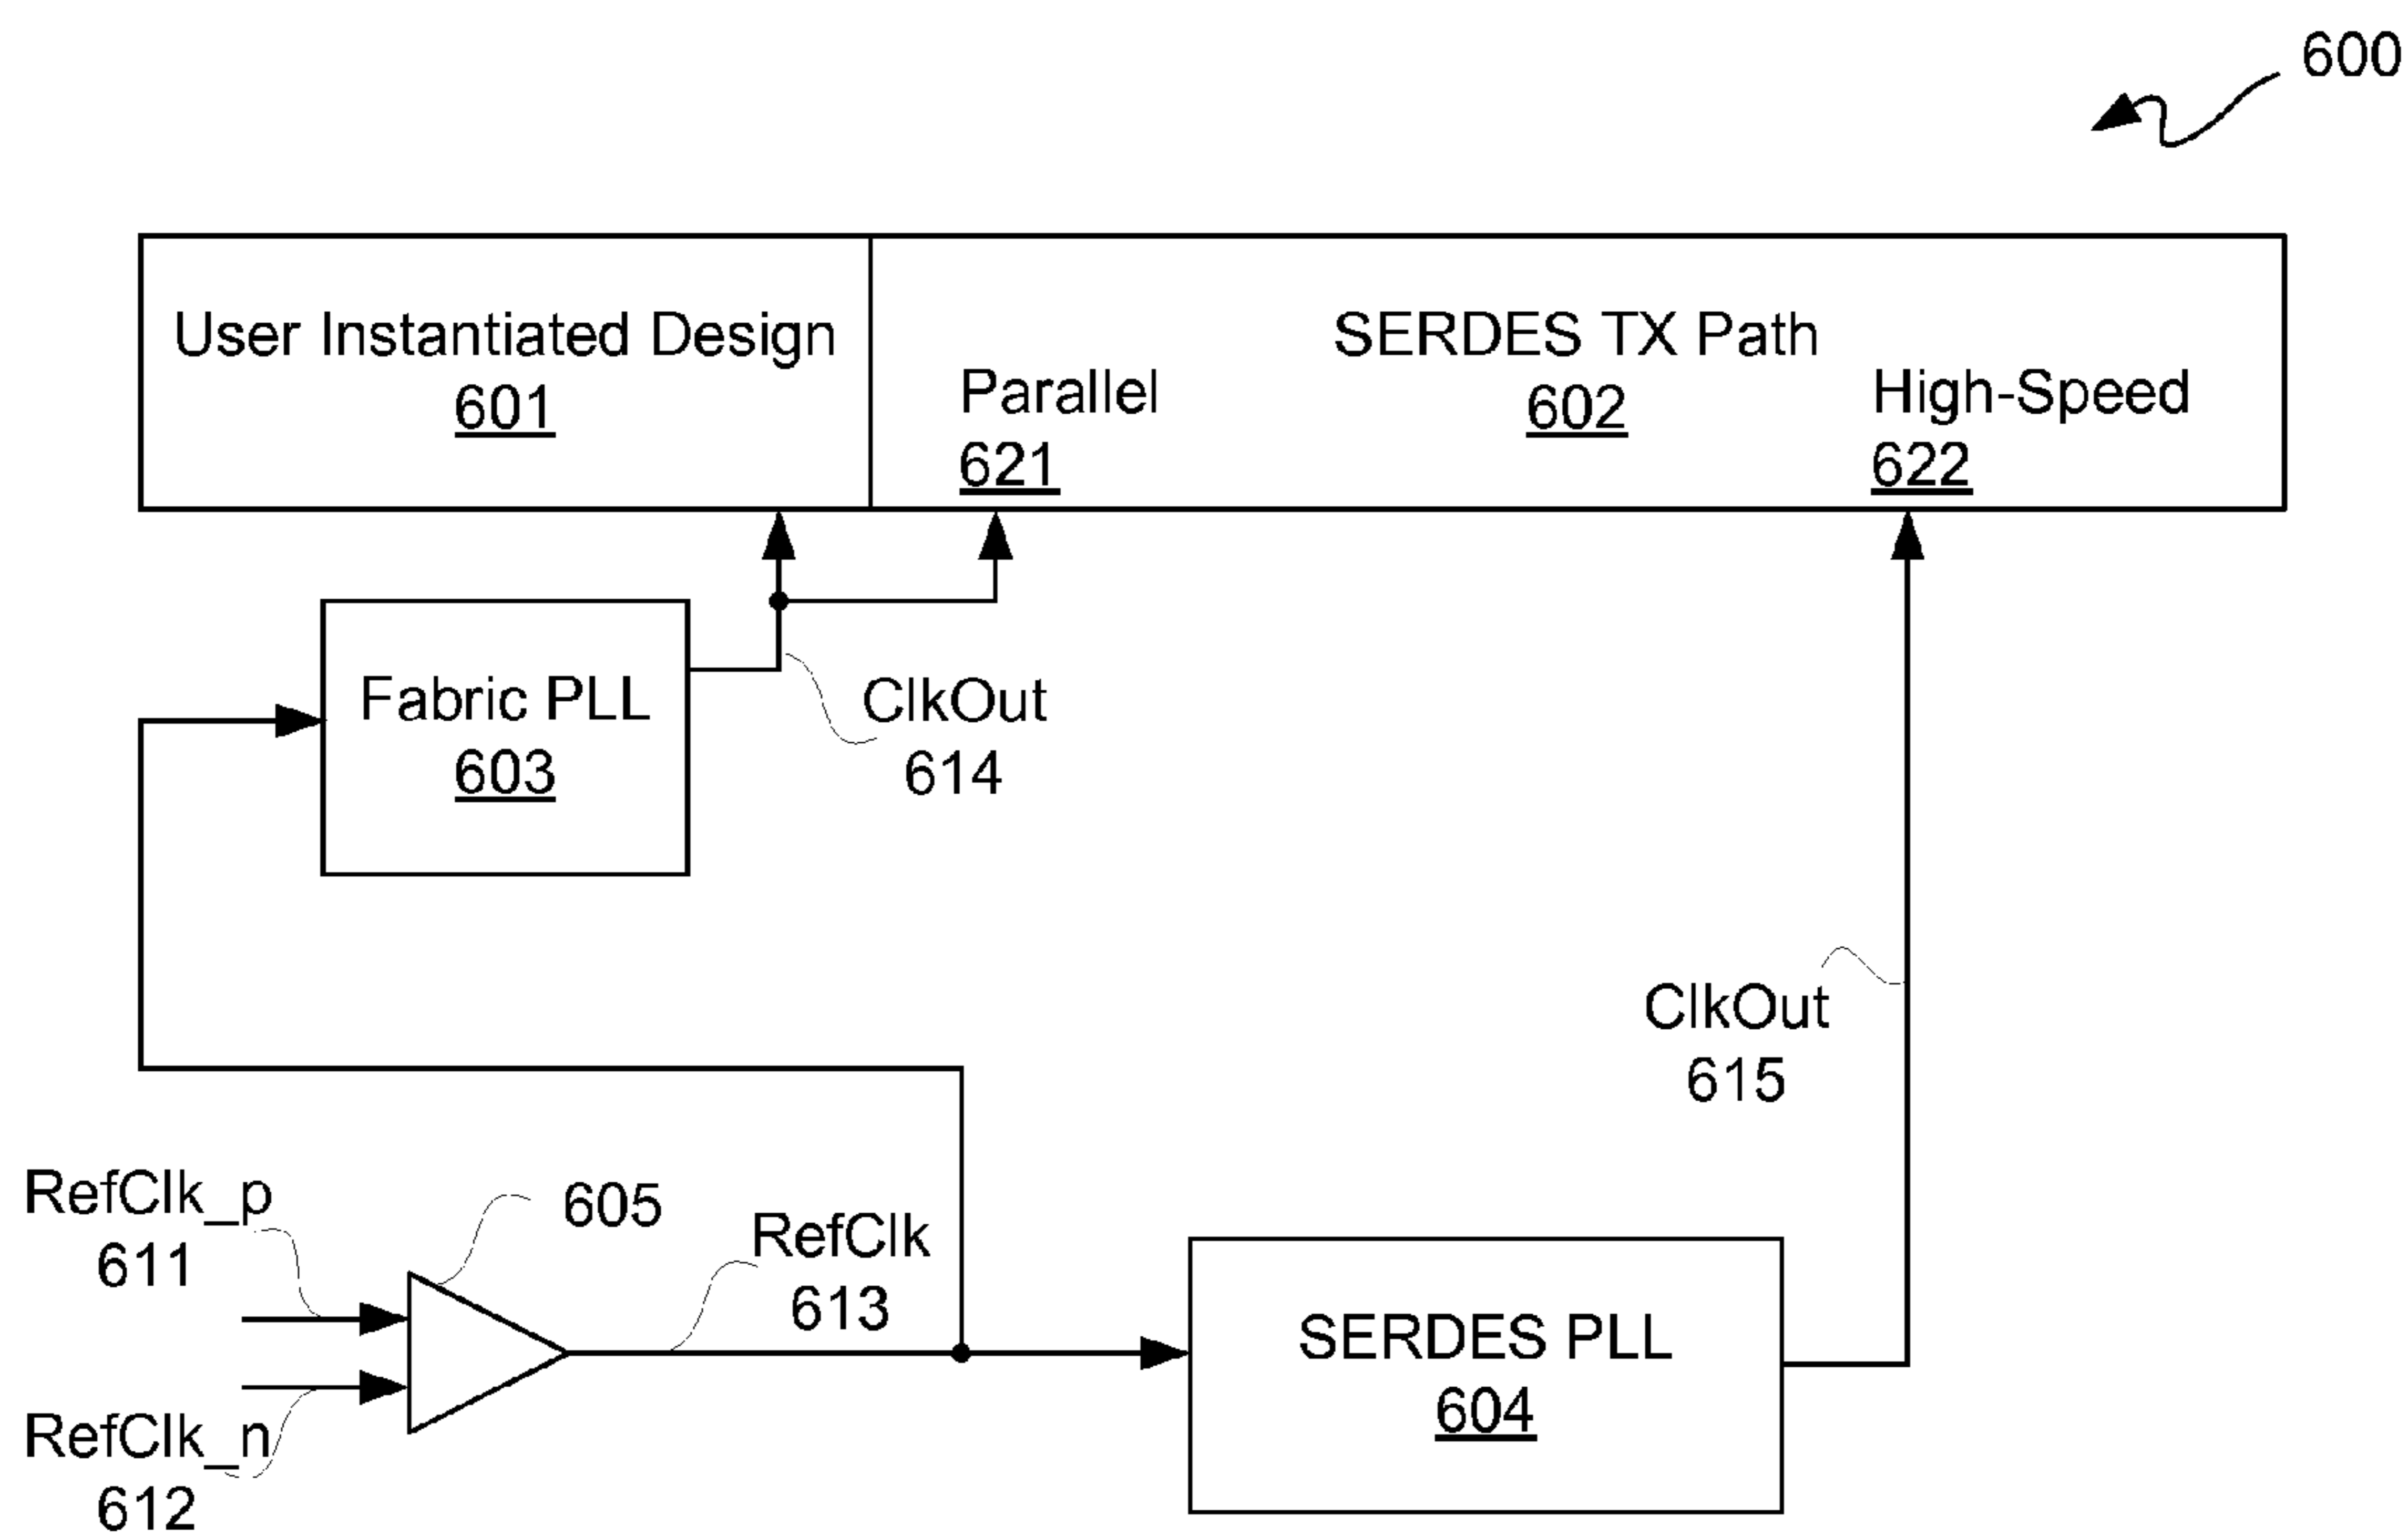 600
User Instantiated Design
601
SERDES TX Path
602
Parallel
621
High-Speed
622
Fabric PLL
603
ClkOut
614
ClkOut
615
RefClk_p
611
605
RefClk
613
RefClk_n
612
SERDES PLL
604